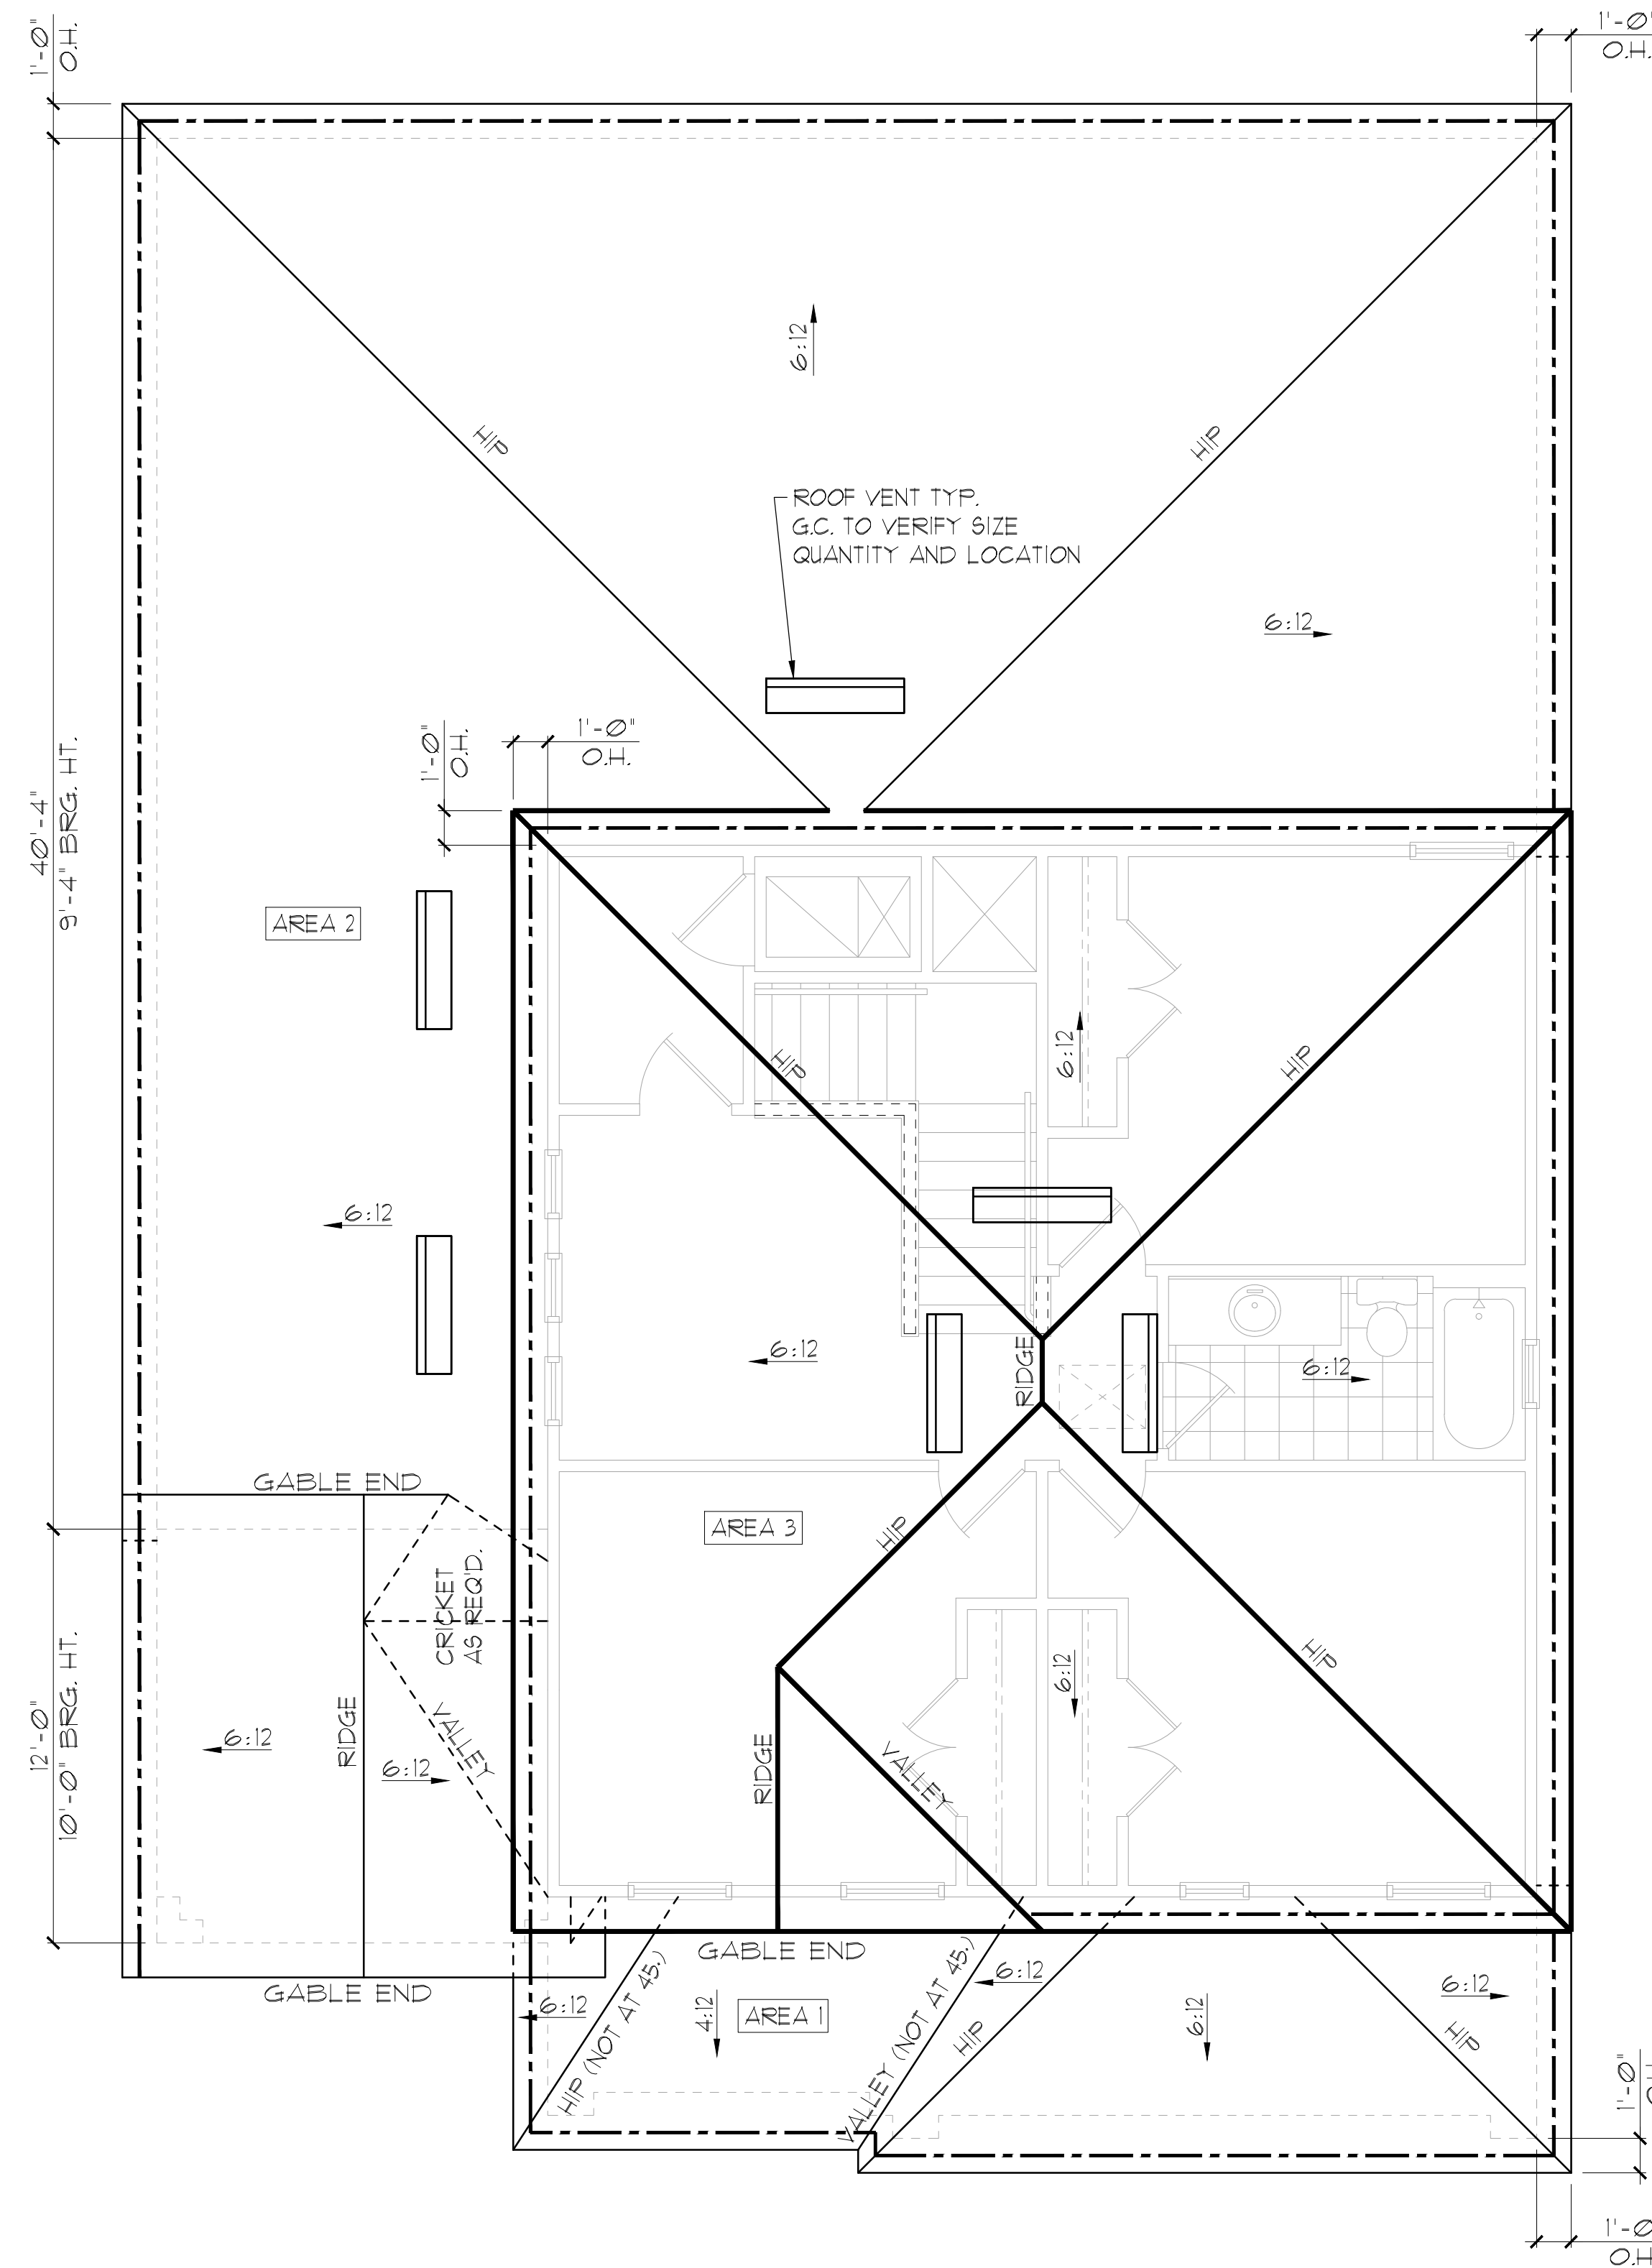 1'-0"
O.H.
1'-0"
O.H.
6:12
HIP
HIP
ROOF VENT TYP.
G.C. TO VERIFY SIZE
QUANTITY AND LOCATION
6:12
40'-4"
9'-4" BRG. HT.
1'-0"
O.H.
1'-0"
O.H.
AREA 2
6:12
HIP
HIP
6:12
6:12
RIDGE
6:12
GABLE END
AREA 3
HIP
CRICKET
AS REQ'D.
12'-0"
10'-0" BRG. HT.
RIDGE
6:12
6:12
VALLEY
RIDGE
VALLEY
6:12
HIP
GABLE END
GABLE END
6:12
HIP (NOT AT 45.)
4:12
AREA 1
VALLEY (NOT AT 45.)
6:12
HIP
6:12
6:12
HIP
1'-0"
1'-0
O.H.